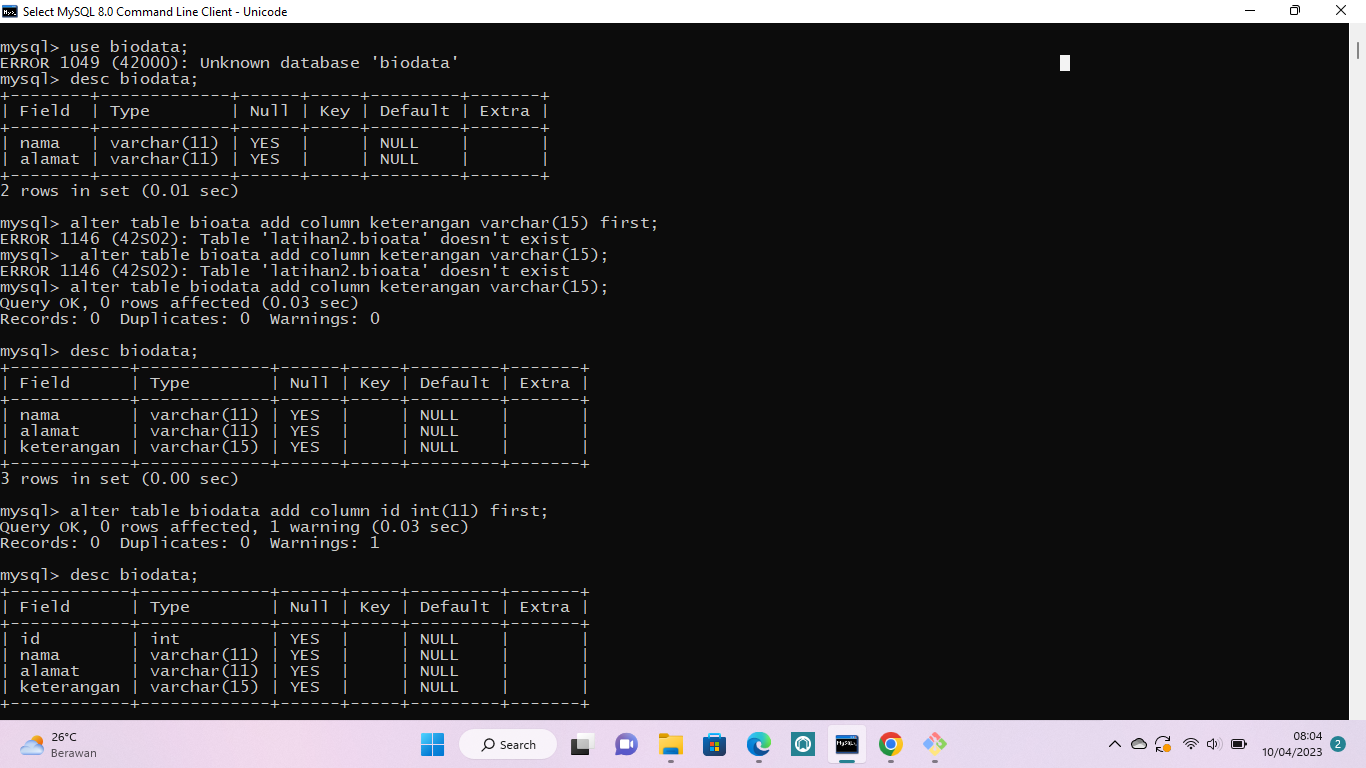 Select MySQL 8.0 Command Line Client - Unicode
mysql> use biodata;
ERROR 1049 (42000): Unknown database 'biodata'
mysql> desc biodata;
+--------+-------------+------+-----+---------+-------+
| Field  | Type        | Null | Key | Default | Extra |
+--------+-------------+------+-----+---------+-------+
| nama   | varchar(11) | YES  |     | NULL    |       |
| alamat | varchar(11) | YES  |     | NULL    |       |
+--------+-------------+------+-----+---------+-------+
2 rows in set (0.01 sec)
mysql> alter table bioata add column keterangan varchar(15) first;
ERROR 1146 (42S02): Table 'latihan2.bioata' doesn't exist
mysql>  alter table bioata add column keterangan varchar(15);
ERROR 1146 (42S02): Table 'latihan2.bioata' doesn't exist
mysql> alter table biodata add column keterangan varchar(15);
Query OK, 0 rows affected (0.03 sec)
Records: 0  Duplicates: 0  Warnings: 0
mysql> desc biodata;
+------------+-------------+------+-----+---------+-------+
| Field      | Type        | Null | Key | Default | Extra |
+------------+-------------+------+-----+---------+-------+
| nama       | varchar(11) | YES  |     | NULL    |       |
| alamat     | varchar(11) | YES  |     | NULL    |       |
| keterangan | varchar(15) | YES  |     | NULL    |       |
+------------+-------------+------+-----+---------+-------+
3 rows in set (0.00 sec)
mysql> alter table biodata add column id int(11) first;
Query OK, 0 rows affected, 1 warning (0.03 sec)
Records: 0  Duplicates: 0  Warnings: 1
mysql> desc biodata;
+------------+-------------+------+-----+---------+-------+
| Field      | Type        | Null | Key | Default | Extra |
+------------+-------------+------+-----+---------+-------+
| id         | int         | YES  |     | NULL    |       |
| nama       | varchar(11) | YES  |     | NULL    |       |
| alamat     | varchar(11) | YES  |     | NULL    |       |
| keterangan | varchar(15) | YES  |     | NULL    |       |
+------------+-------------+------+-----+---------+-------+
26°C
Berawan
Search
MySQL
08:04
10/04/2023
2